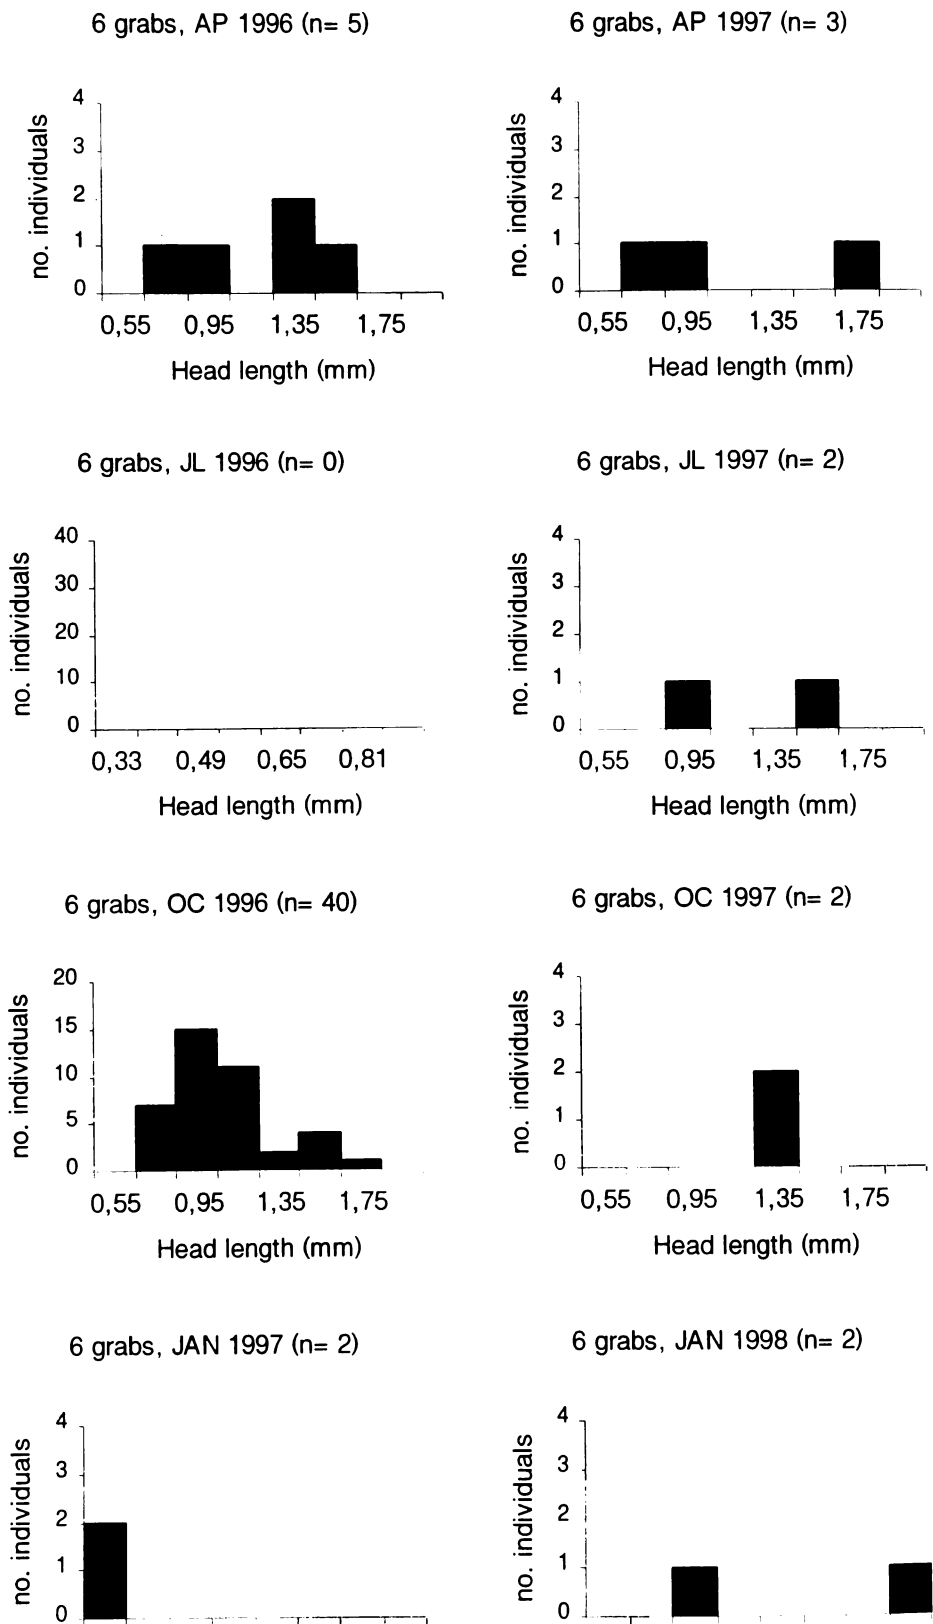 6 grabs, AP 1996 (n= 5)
no. individuals
4
3
2
1
0
0,55 0,95 1,35 1,75
Head length (mm)
6 grabs, AP 1997 (n= 3)
no. individuals
4
3
2
1
0
0,55 0,95 1,35 1,75
Head length (mm)
6 grabs, JL 1996 (n= 0)
no. individuals
40
30
20
10
0
0,33 0,49 0,65 0,81
Head length (mm)
6 grabs, JL 1997 (n= 2)
no. individuals
4
3
2
1
0
0,55 0,95 1,35 1,75
Head length (mm)
6 grabs, OC 1996 (n= 40)
no. individuals
20
15
10
5
0
0,55 0,95 1,35 1,75
Head length (mm)
6 grabs, OC 1997 (n= 2)
no. individuals
4
3
2
1
0
0,55 0,95 1,35 1,75
Head length (mm)
6 grabs, JAN 1997 (n= 2)
no. individuals
4
3
2
1
0
6 grabs, JAN 1998 (n= 2)
no. individuals
4
3
2
1
0